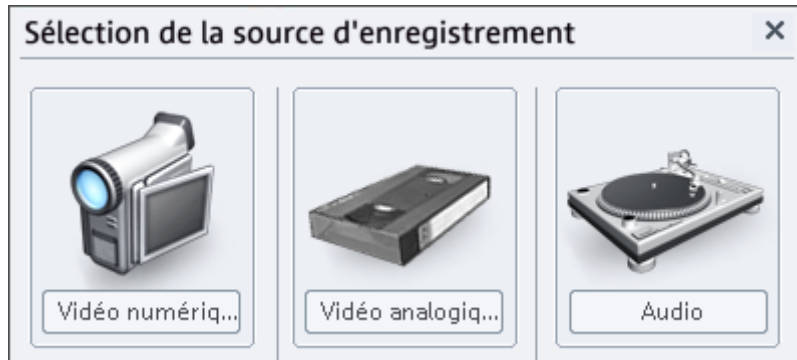 Sélection de la source d'enregistrement
Vidéo numériq...
Vidéo analogiq...
Audio